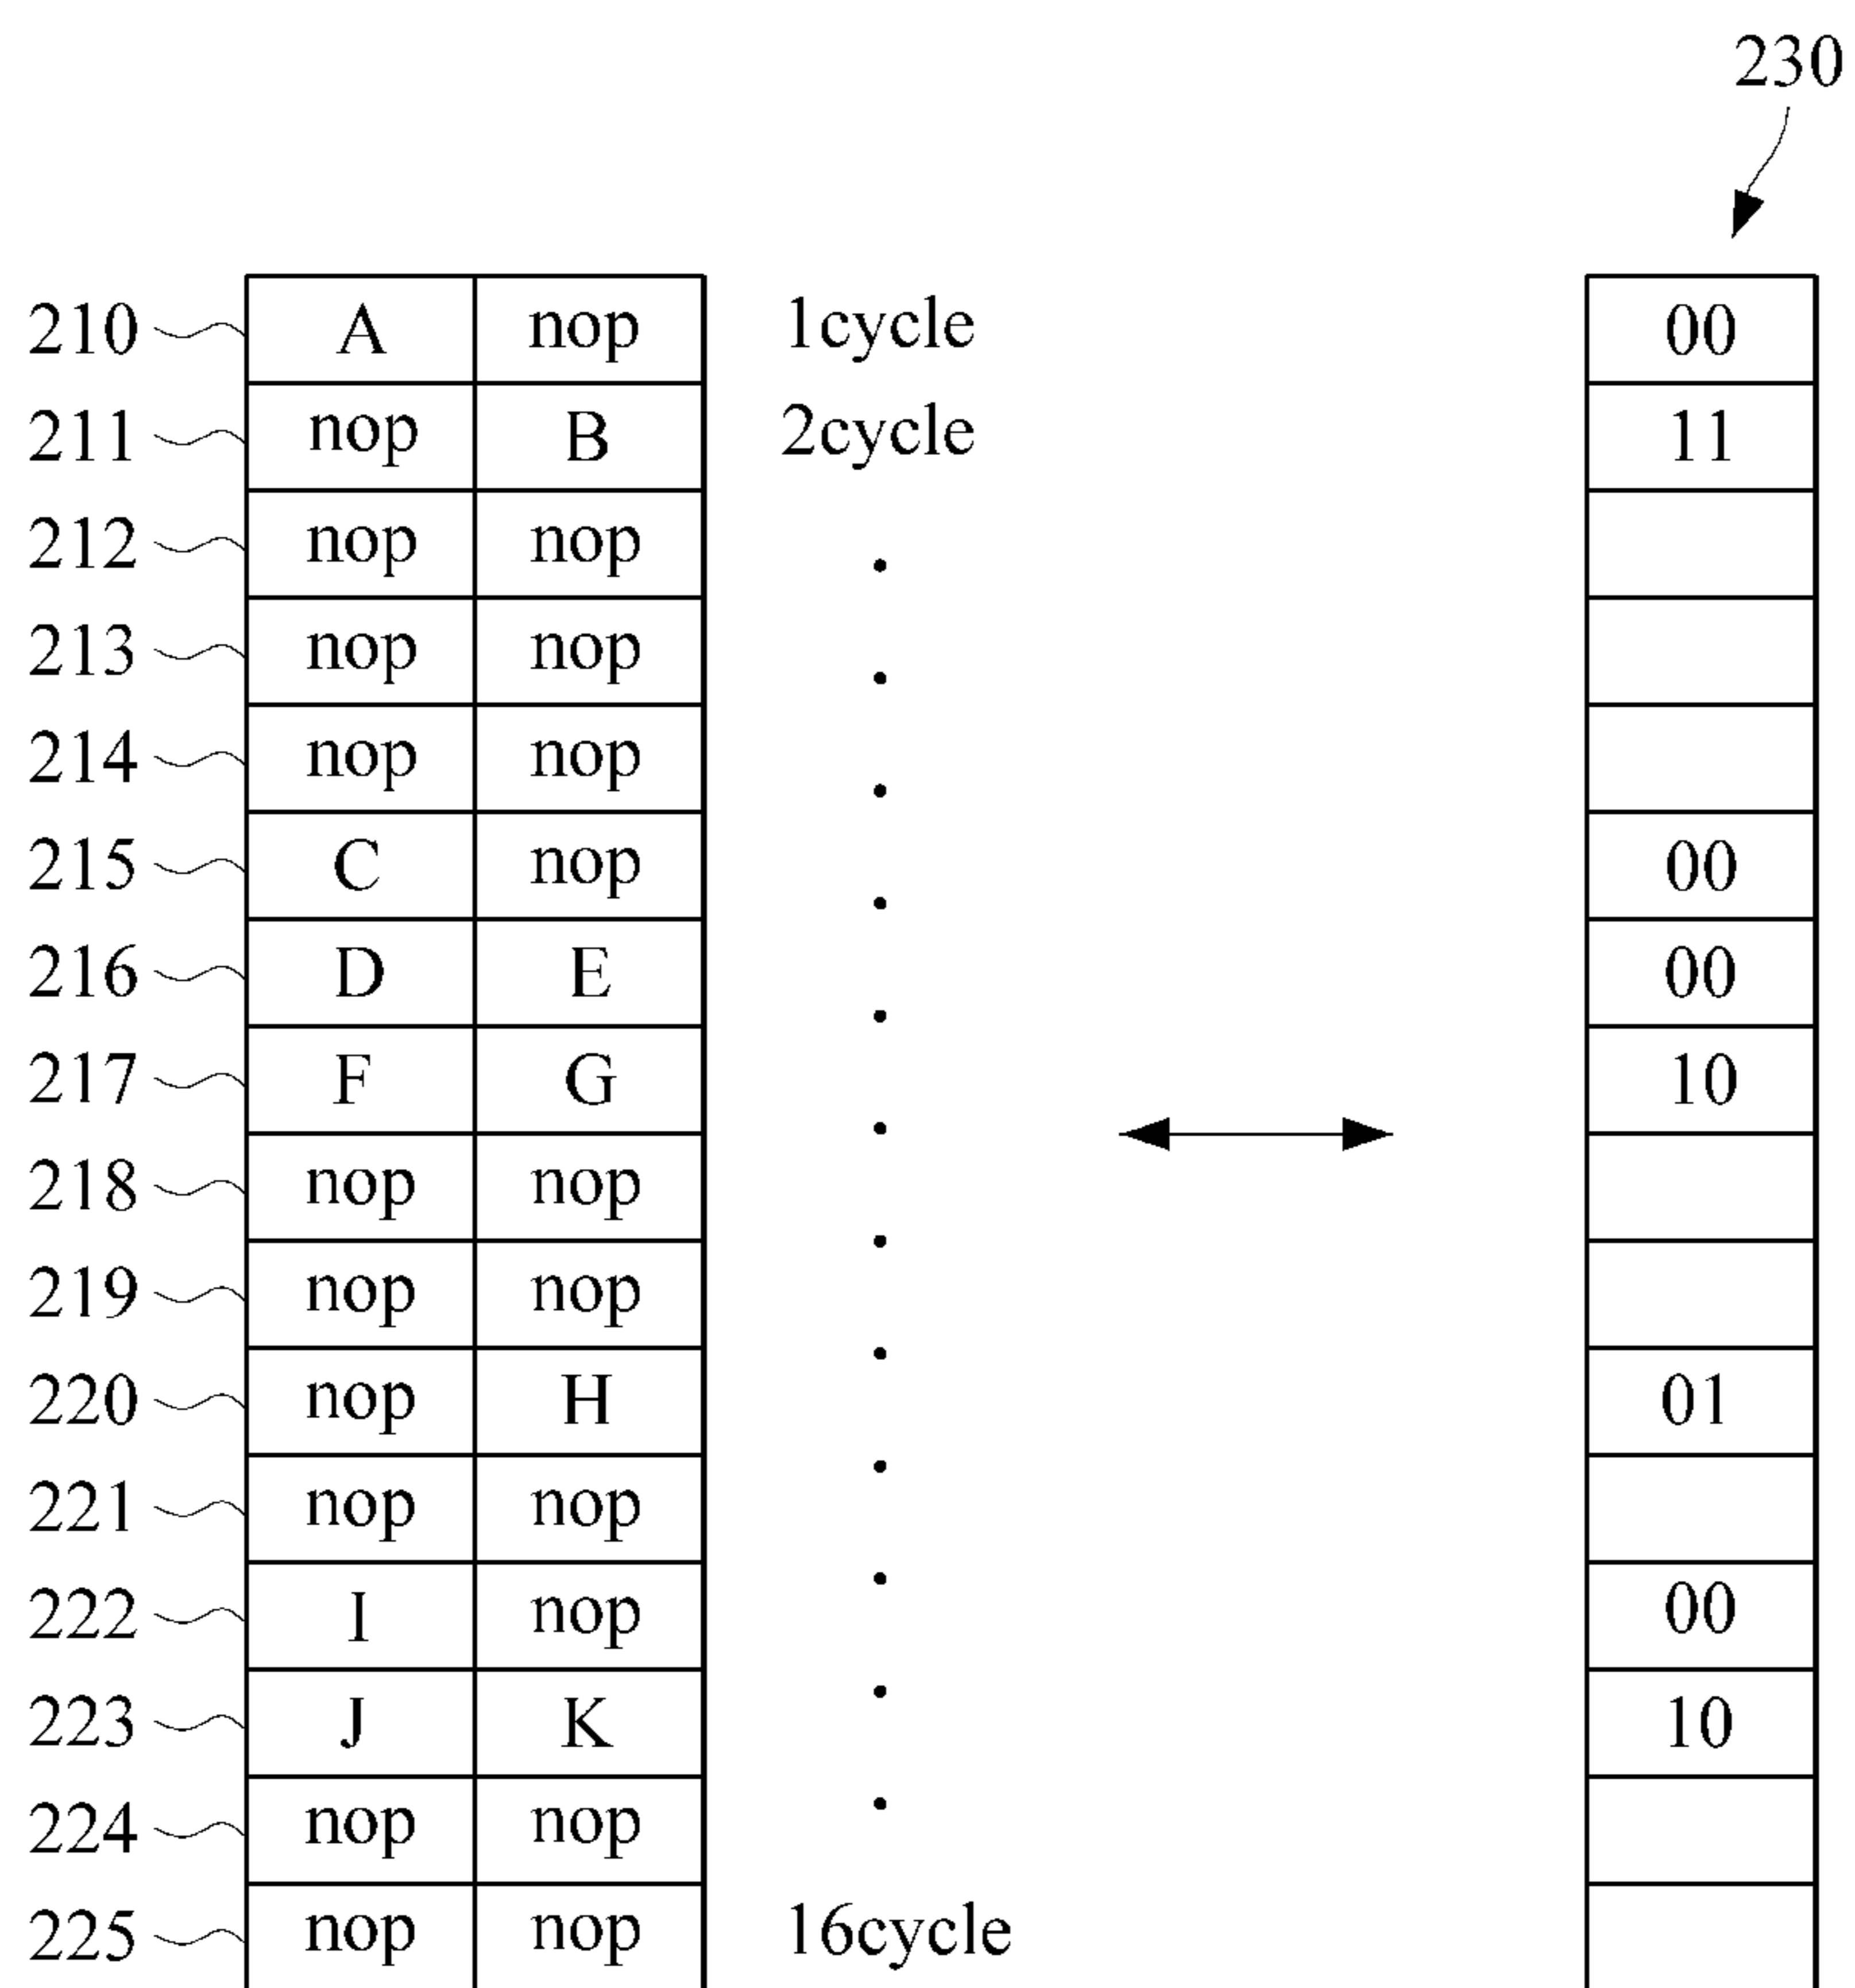 230
210 A nop 1cycle 00
211 nop B 2cycle 11
212 nop nop
213 nop nop
214 nop nop
215 C nop 00
216 D E 00
217 F G 10
218 nop nop
219 nop nop
220 nop H 01
221 nop nop
222 I nop 00
223 J K 10
224 nop nop
225 nop nop 16cycle